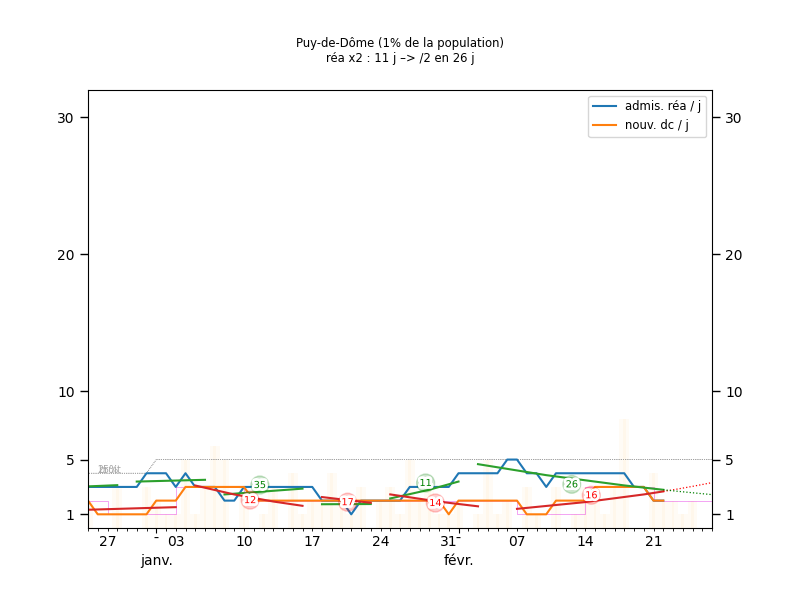 Puy-de-Dôme (1% de la population)
réa x2 : 11 j –> /2 en 26 j
admis. réa / j
nouv. dc / j
30 30
20 20
10 10
5 5
1 1
35
12
17
11
14
26
16
27 03 10 17 24 31 07 14 21
janv. févr.